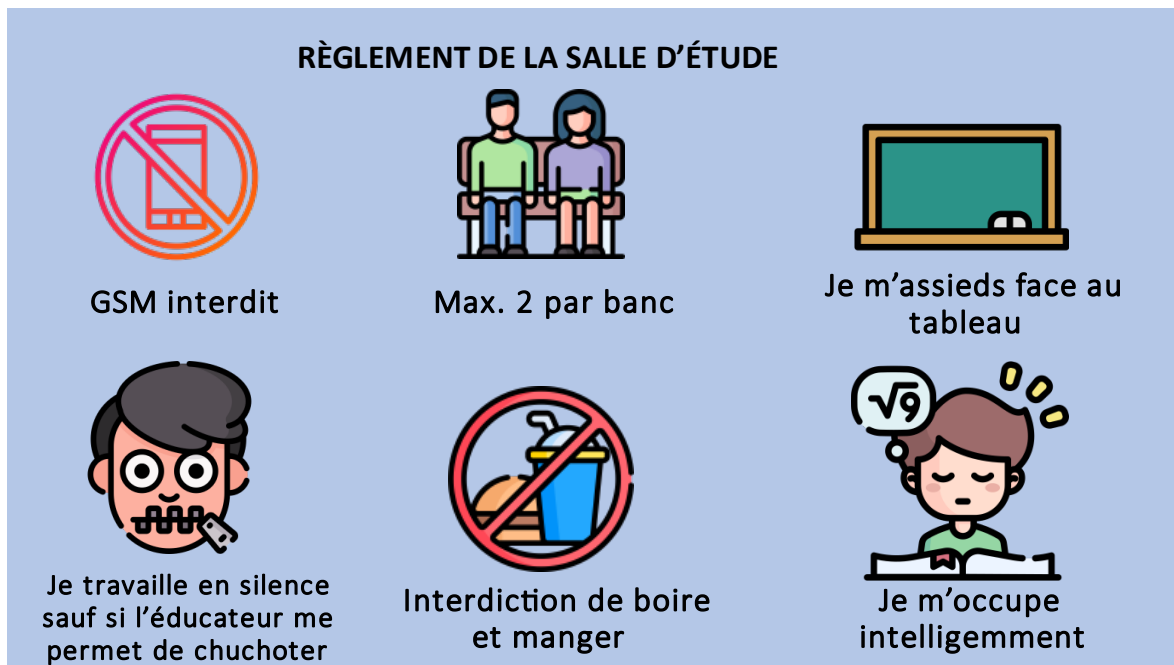 RÈGLEMENT DE LA SALLE D'ÉTUDE
GSM interdit
Max. 2 par banc
Je m'assieds face au
tableau
√9
Je travaille en silence
sauf si l'éducateur me
permet de chuchoter
Interdiction de boire
et manger
Je m'occupe
intelligemment